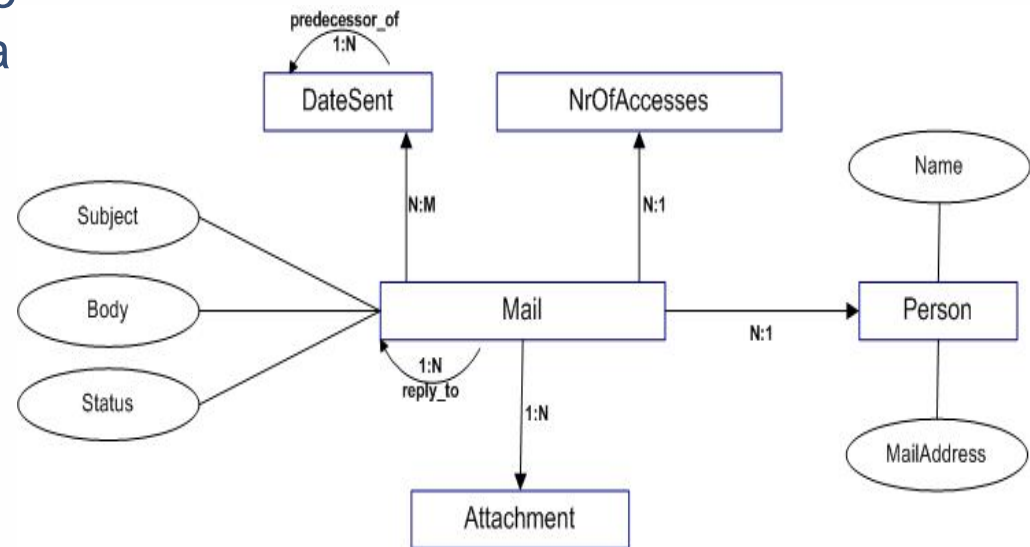 a
predecessor_of
1:N
DateSent
NrOfAccesses
Name
Subject
N:M
N:1
Body
Mail
Person
N:1
Status
1:N
reply_to
1:N
MailAddress
Attachment